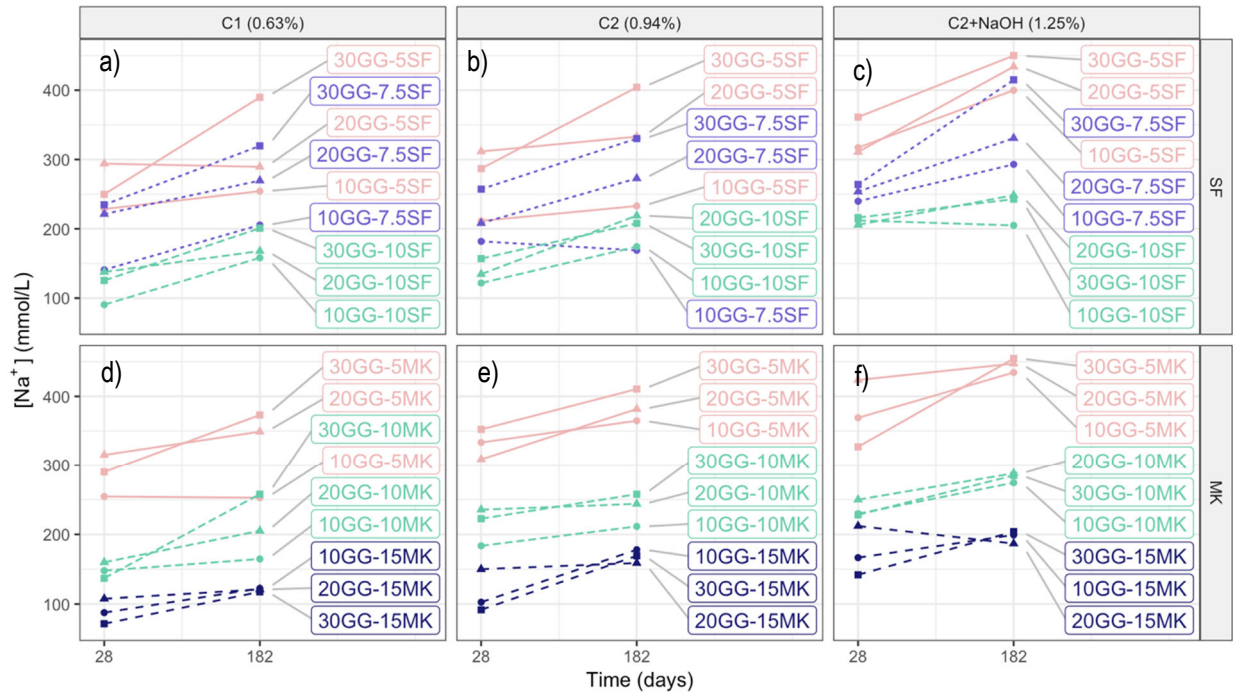 C1 (0.63%)
C2 (0.94%)
C2+NaOH (1.25%)
[Na+] (mmol/L)
400
300
200
100
a)
30GG-5SF
30GG-7.5SF
20GG-5SF
20GG-7.5SF
10GG-5SF
10GG-7.5SF
30GG-10SF
20GG-10SF
10GG-10SF
b)
30GG-5SF
20GG-5SF
30GG-7.5SF
20GG-7.5SF
10GG-5SF
20GG-10SF
30GG-10SF
10GG-10SF
10GG-7.5SF
c)
30GG-5SF
20GG-5SF
30GG-7.5SF
10GG-5SF
20GG-7.5SF
10GG-7.5SF
20GG-10SF
30GG-10SF
10GG-10SF
SF
400
300
200
100
d)
30GG-5MK
20GG-5MK
30GG-10MK
10GG-5MK
20GG-10MK
10GG-10MK
10GG-15MK
20GG-15MK
30GG-15MK
e)
30GG-5MK
20GG-5MK
10GG-5MK
30GG-10MK
20GG-10MK
10GG-10MK
10GG-15MK
30GG-15MK
20GG-15MK
f)
30GG-5MK
20GG-5MK
10GG-5MK
20GG-10MK
30GG-10MK
10GG-10MK
30GG-15MK
10GG-15MK
20GG-15MK
MK
28 182
28 182
28 182
Time (days)